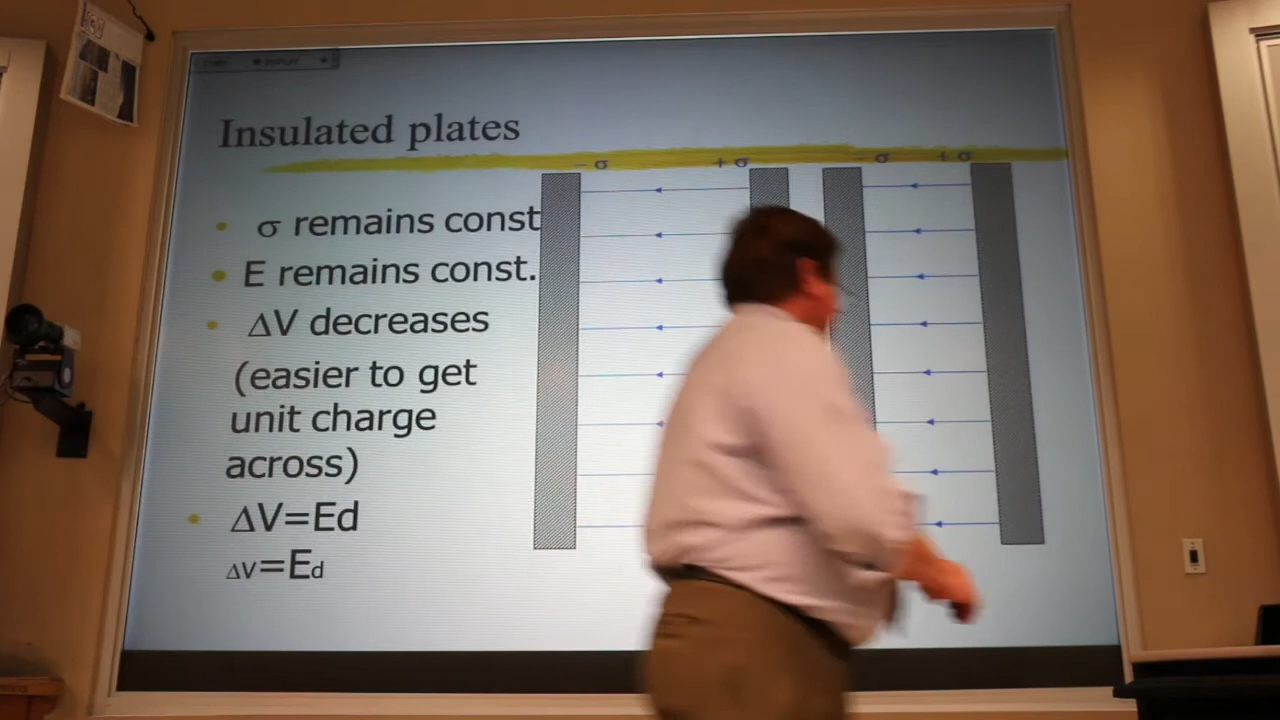 Insulated plates
− σ + σ − σ + σ
σ remains const
E remains const.
ΔV decreases
(easier to get
unit charge
across)
ΔV=Ed
ΔV=Ed